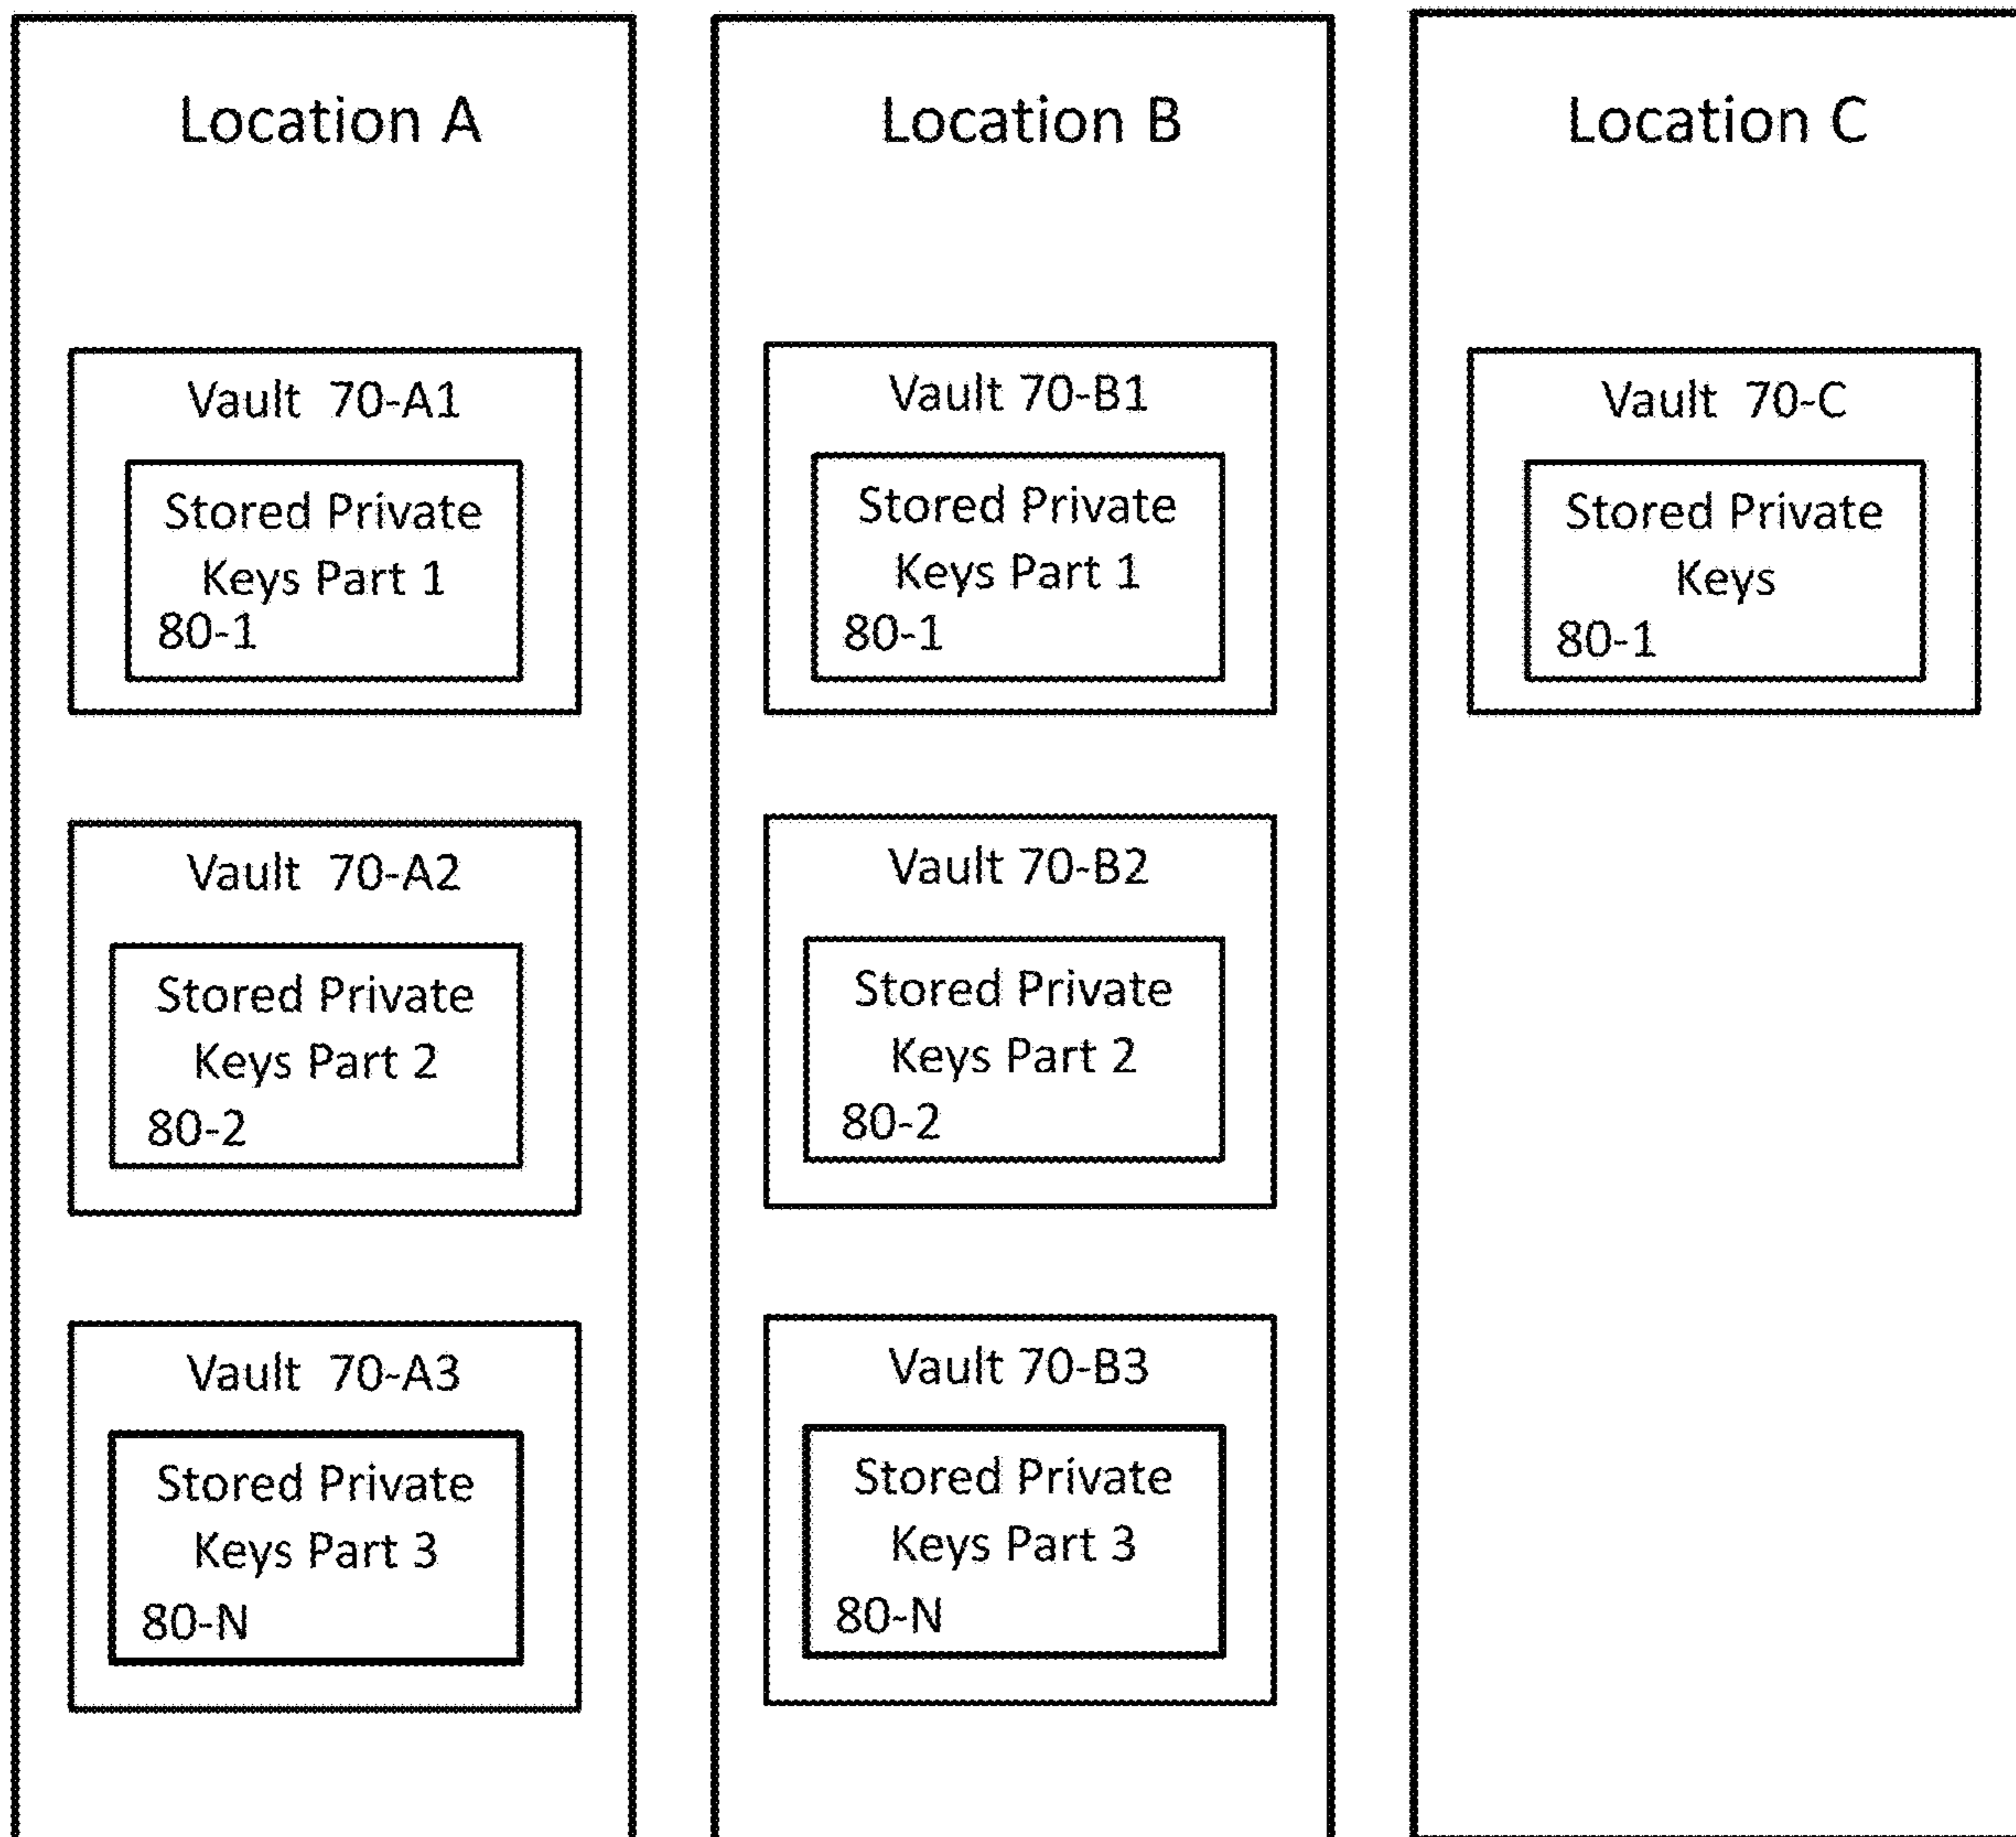 Location A
Vault 70-A1
Stored Private
Keys Part 1
80-1
Vault 70-A2
Stored Private
Keys Part 2
80-2
Vault 70-A3
Stored Private
Keys Part 3
80-N
Location B
Vault 70-B1
Stored Private
Keys Part 1
80-1
Vault 70-B2
Stored Private
Keys Part 2
80-2
Vault 70-B3
Stored Private
Keys Part 3
80-N
Location C
Vault 70-C
Stored Private
Keys
80-1